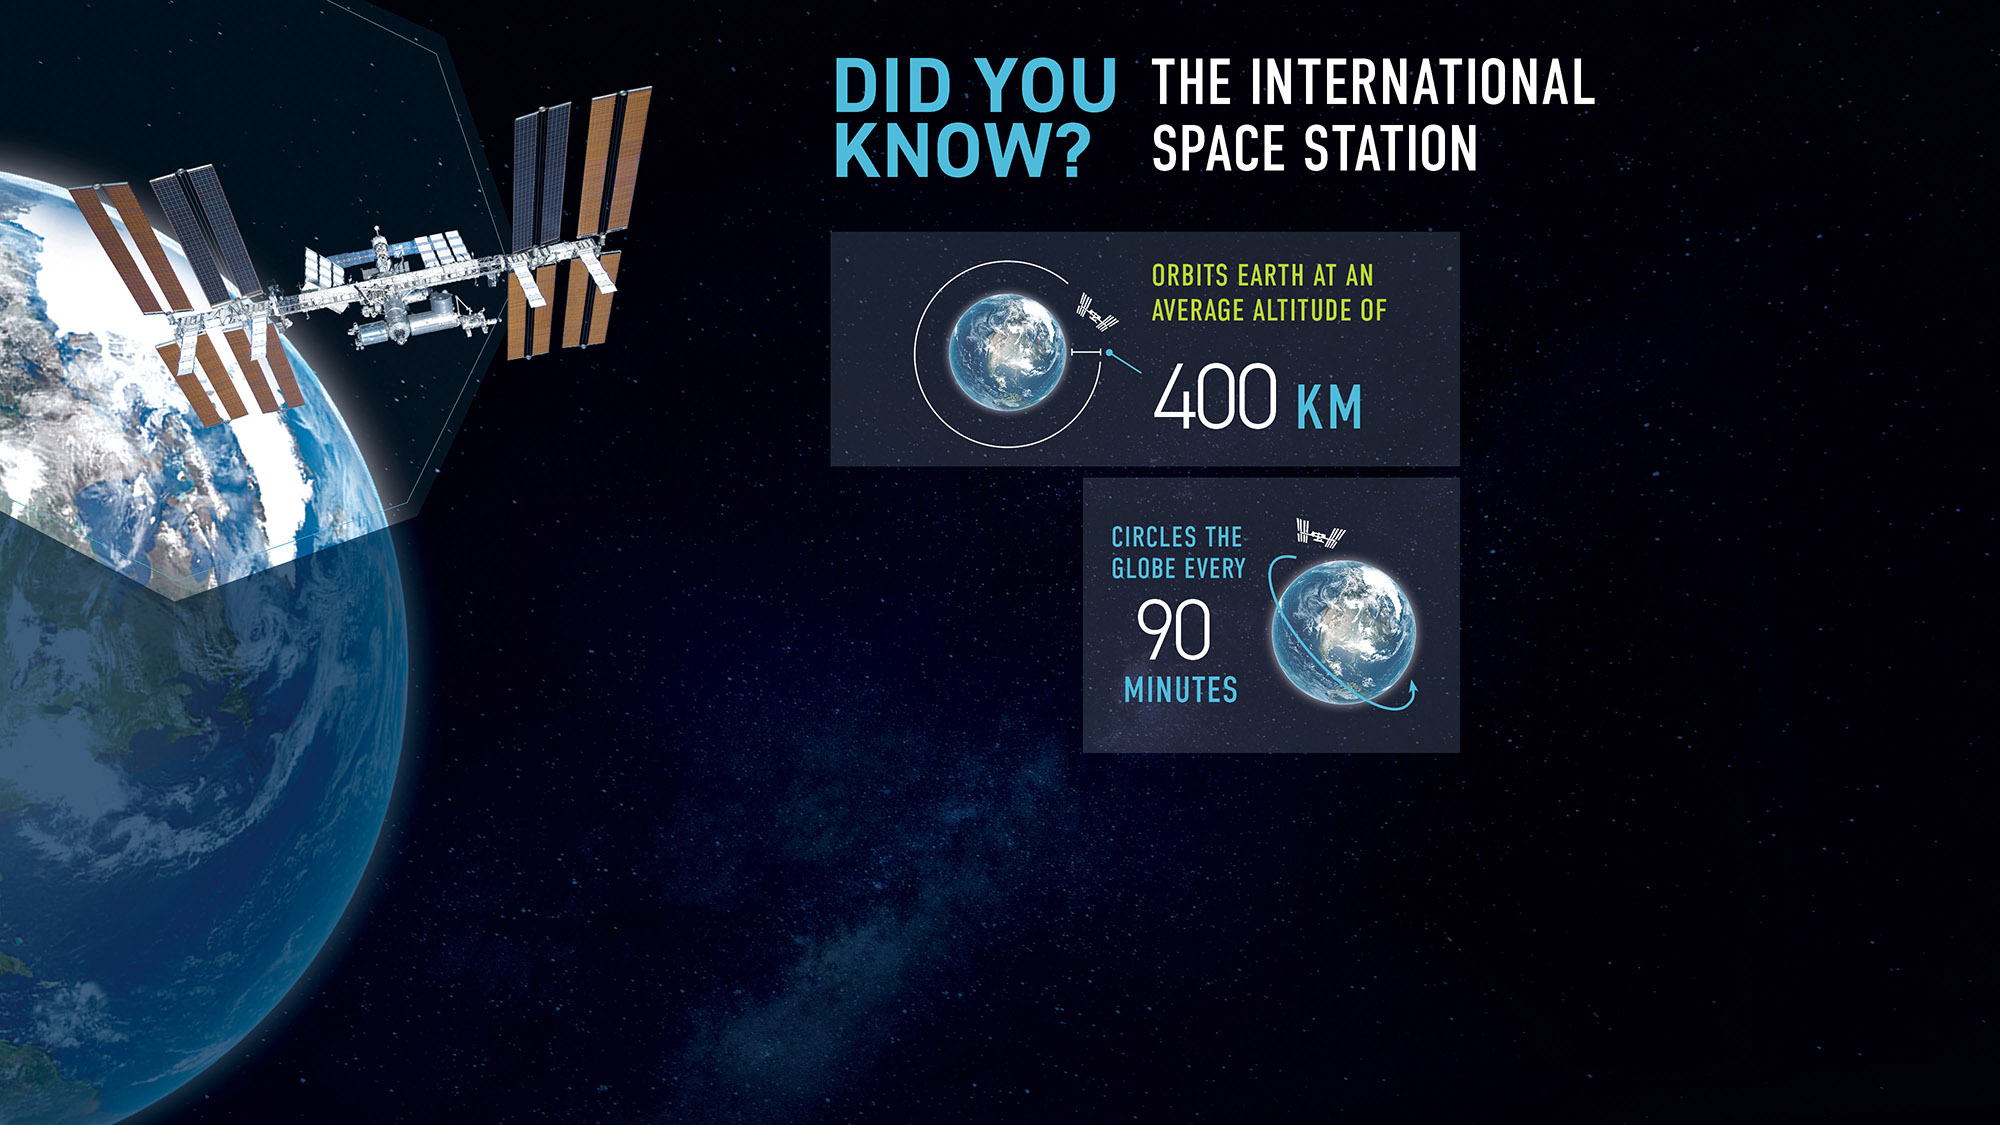 DID YOU
KNOW?
THE INTERNATIONAL
SPACE STATION
ORBITS EARTH AT AN
AVERAGE ALTITUDE OF
400 KM
CIRCLES THE
GLOBE EVERY
90
MINUTES